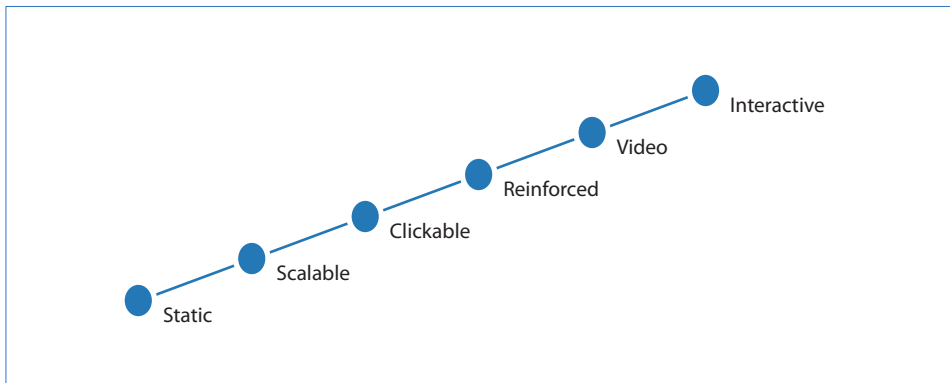 Interactive
Video
Reinforced
Clickable
Scalable
Static